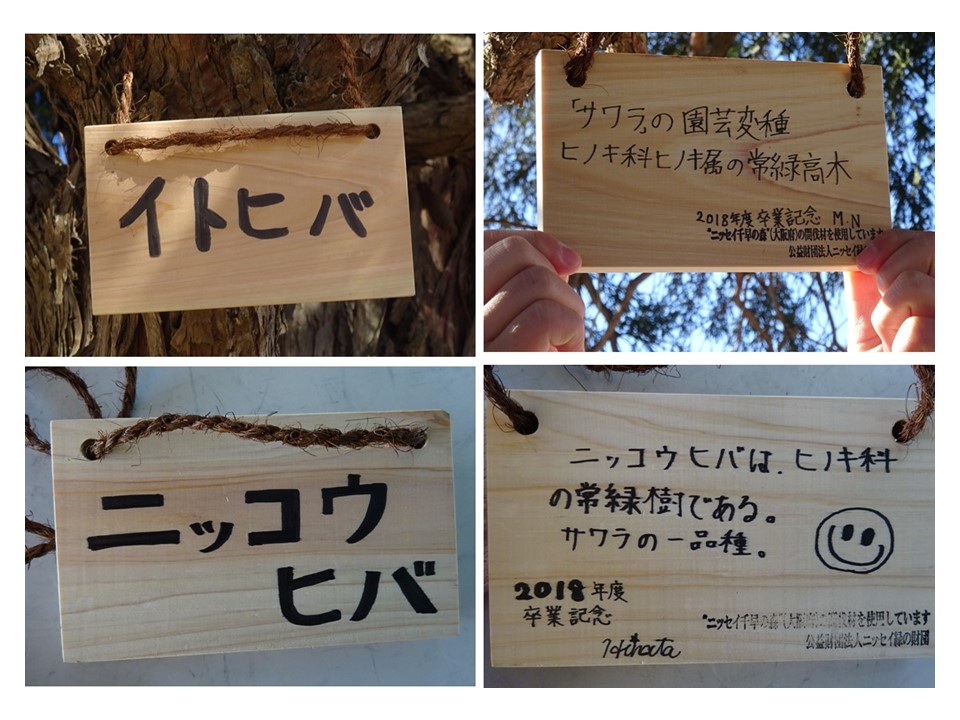 イトヒバ
「サワラ」の園芸変種
ヒノキ科ヒノキ属の常緑高木
2018年度卒業記念 M.N
"ニッセイ千早の森"(大阪府)の間伐材を使用しています
公益財団法人ニッセイ緑
ニッコウ
ヒバ
ニッコウヒバは、ヒノキ科
の常緑樹である。
サワラの一品種。
2018年度
卒業記念
"ニッセイ千早の森"(大阪府)の間伐材を使用しています
公益財団法人ニッセイ緑の財団